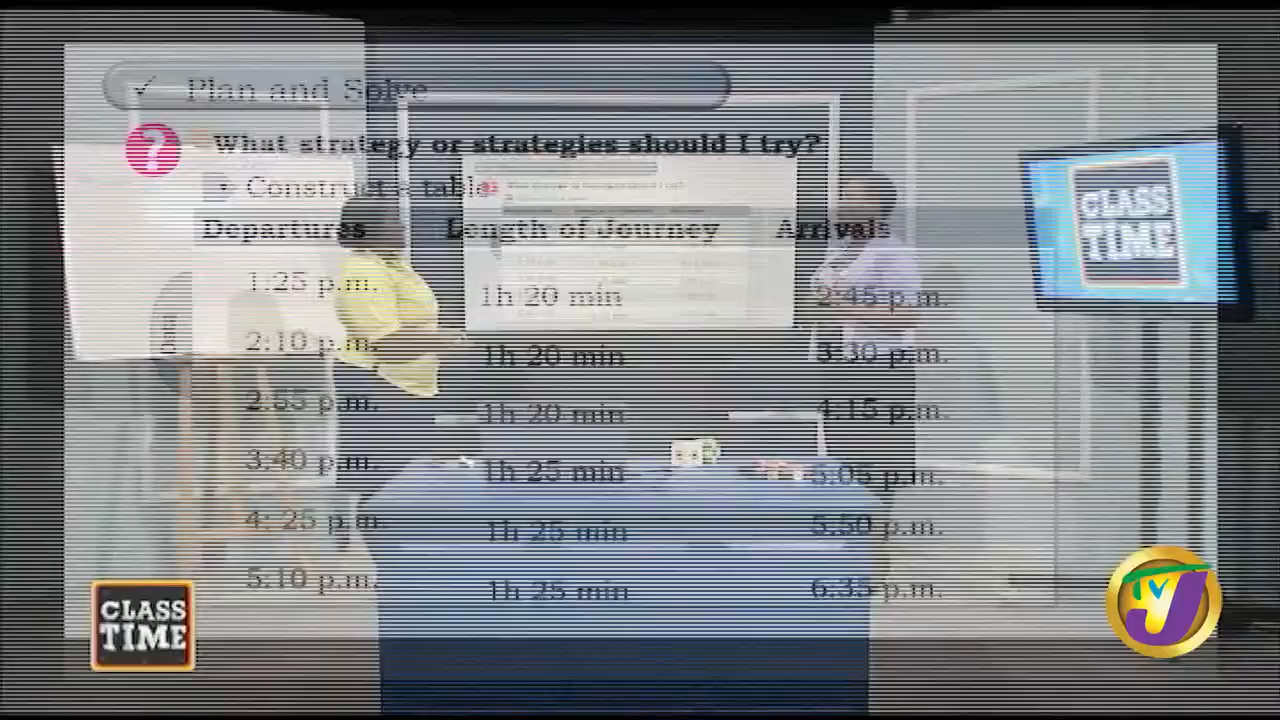 ✓ Plan and Solve
? What strategy or strategies should I try?
Construct a table
Departures Length of Journey Arrivals
1:25 p.m. 1h 20 min 2:45 p.m.
2:10 p.m. 1h 20 min 3:30 p.m.
2:55 p.m. 1h 20 min 4:15 p.m.
3:40 p.m. 1h 25 min 5:05 p.m.
4: 25 p.m. 1h 25 min 5:50 p.m.
5:10 p.m. 1h 25 min 6:35 p.m.
CLASS
TIME
CLASS
TIME
TVJ